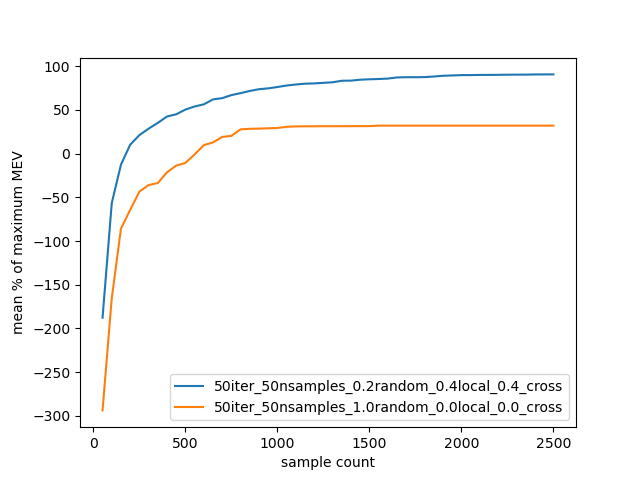 100
50
0
−50
−100
−150
−200
−250
−300
mean % of maximum MEV
50iter_50nsamples_0.2random_0.4local_0.4_cross
50iter_50nsamples_1.0random_0.0local_0.0_cross
0 500 1000 1500 2000 2500
sample count